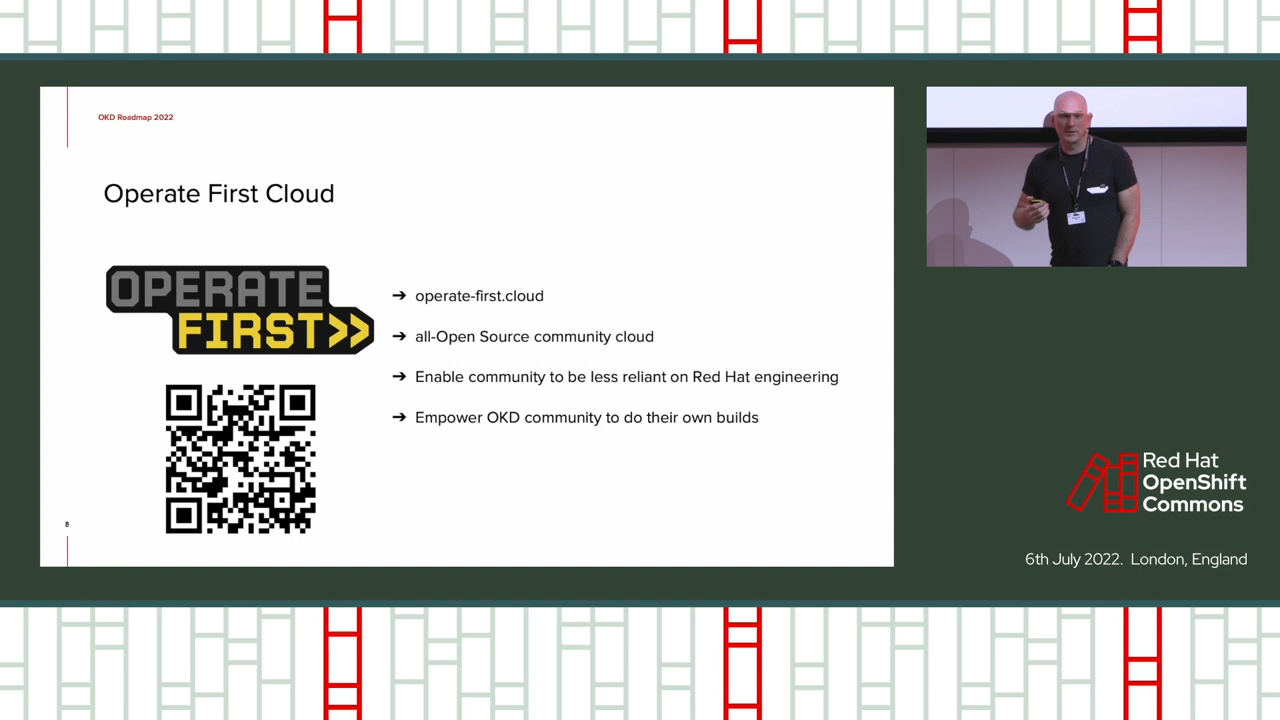 OKD Roadmap 2022
Operate First Cloud
OPERATE
FIRST>>
➔ operate-first.cloud
➔ all-Open Source community cloud
➔ Enable community to be less reliant on Red Hat engineering
➔ Empower OKD community to do their own builds
8
Red Hat
OpenShift
Commons
6th July 2022. London, England